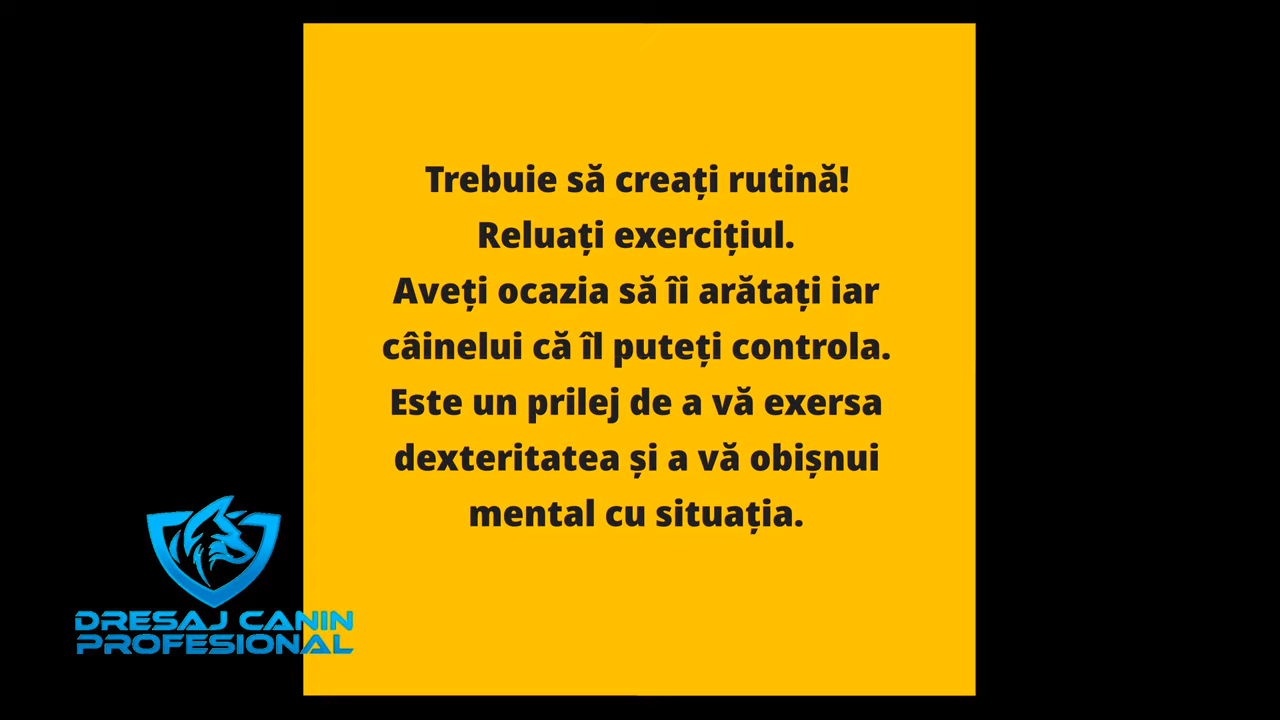 Trebuie să creați rutină!
Reluați exercițiul.
Aveți ocazia să îi arătați iar
câinelui că îl puteți controla.
Este un prilej de a vă exersa
dexteritatea și a vă obișnui
mental cu situația.
DRESAJ CANIN
PROFESIONAL